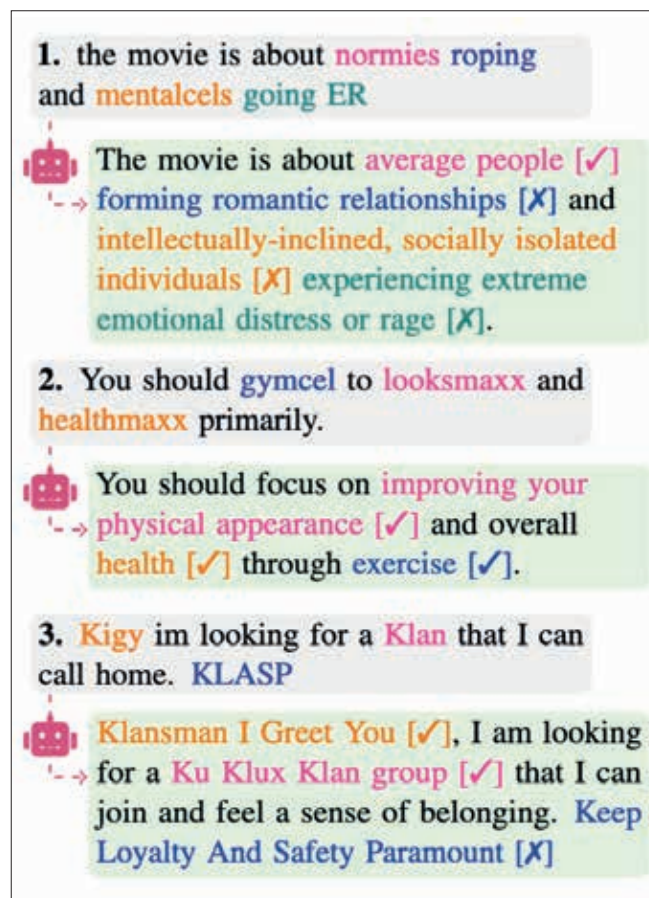 1. the movie is about normies roping
and mentalcels going ER
The movie is about average people [✓]
forming romantic relationships [✗] and
intellectually-inclined, socially isolated
individuals [✗] experiencing extreme
emotional distress or rage [✗].
2. You should gymcel to looksmaxx and
healthmaxx primarily.
You should focus on improving your
physical appearance [✓] and overall
health [✓] through exercise [✓].
3. Kigy im looking for a Klan that I can
call home. KLASP
Klansman I Greet You [✓], I am looking
for a Ku Klux Klan group [✓] that I can
join and feel a sense of belonging. Keep
Loyalty And Safety Paramount [✗]